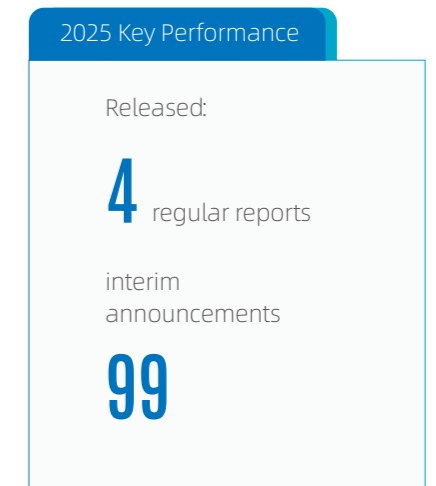 2025 Key Performance
Released:
4 regular reports
interim
announcements
99